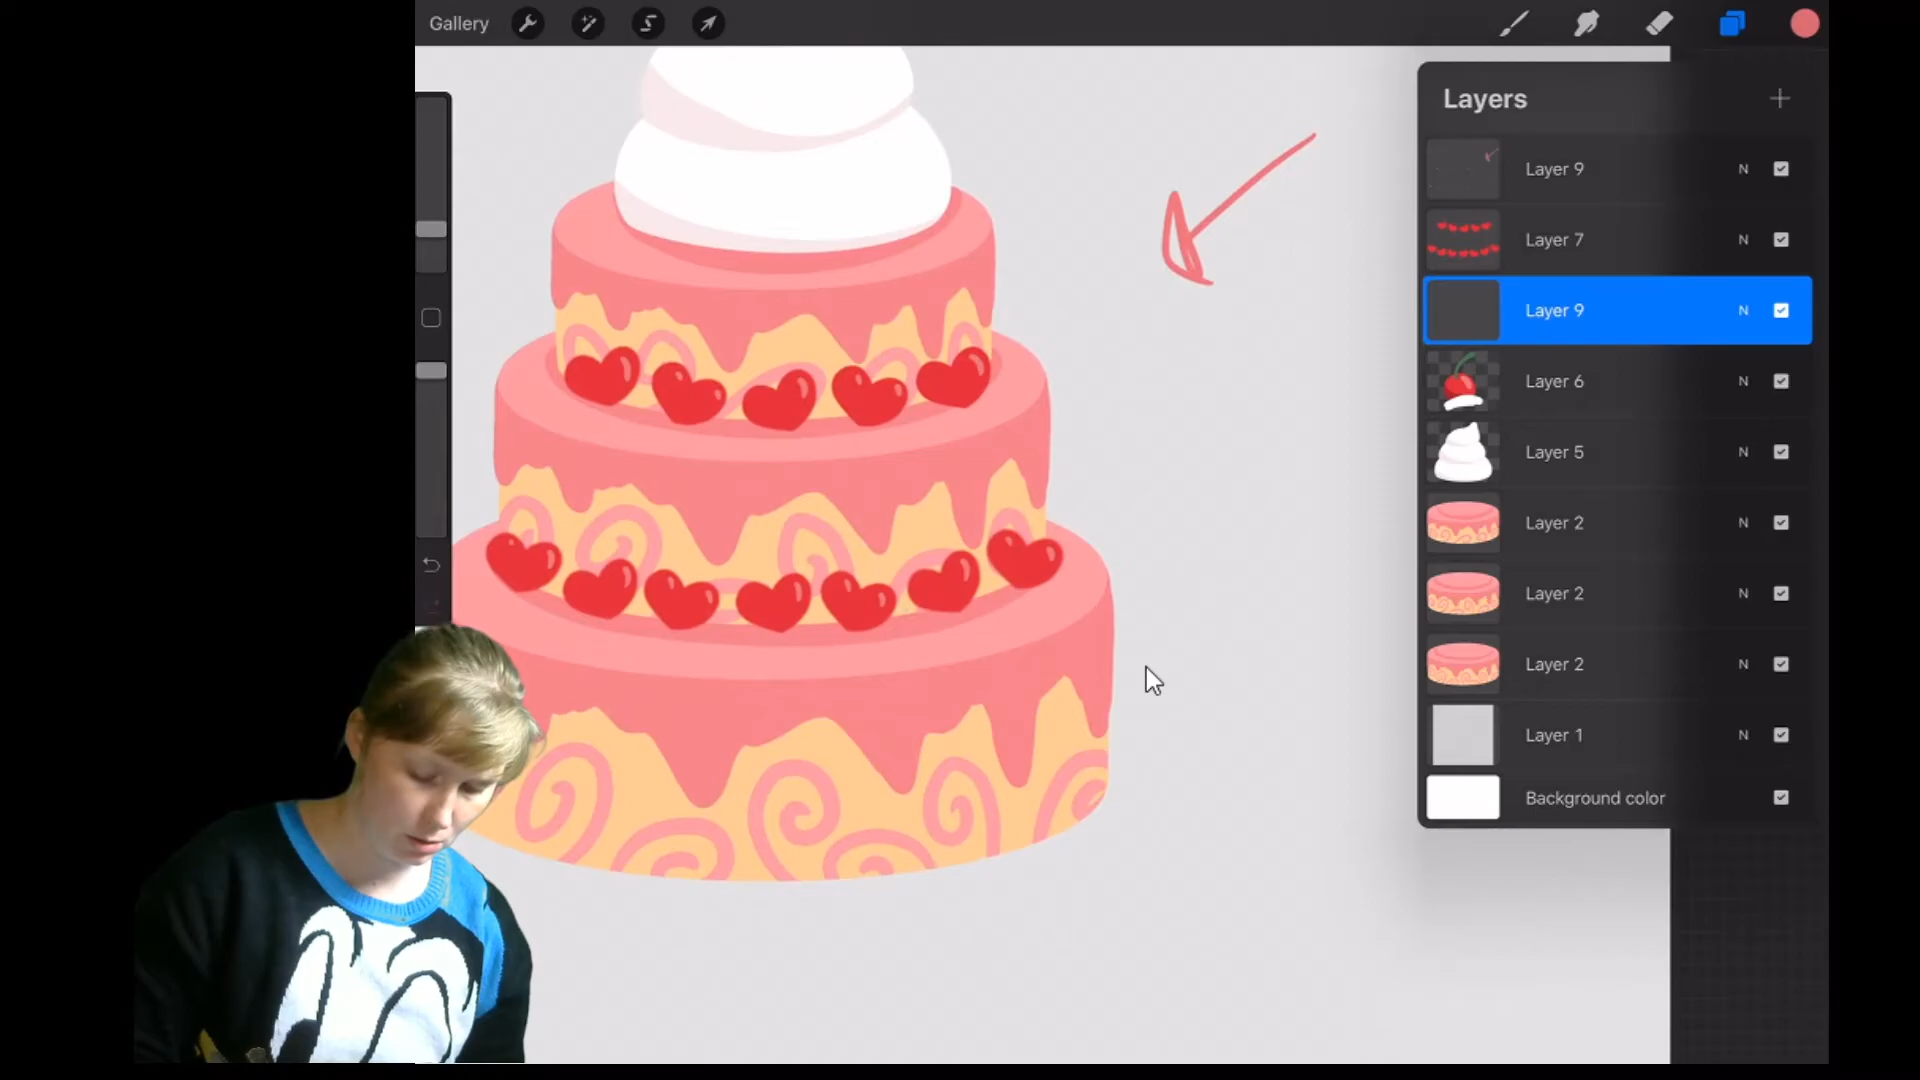 Gallery
Layers
Layer 9 N
Layer 7 N
Layer 9 N
Layer 6 N
Layer 5 N
Layer 2 N
Layer 2 N
Layer 2 N
Layer 1 N
Background color